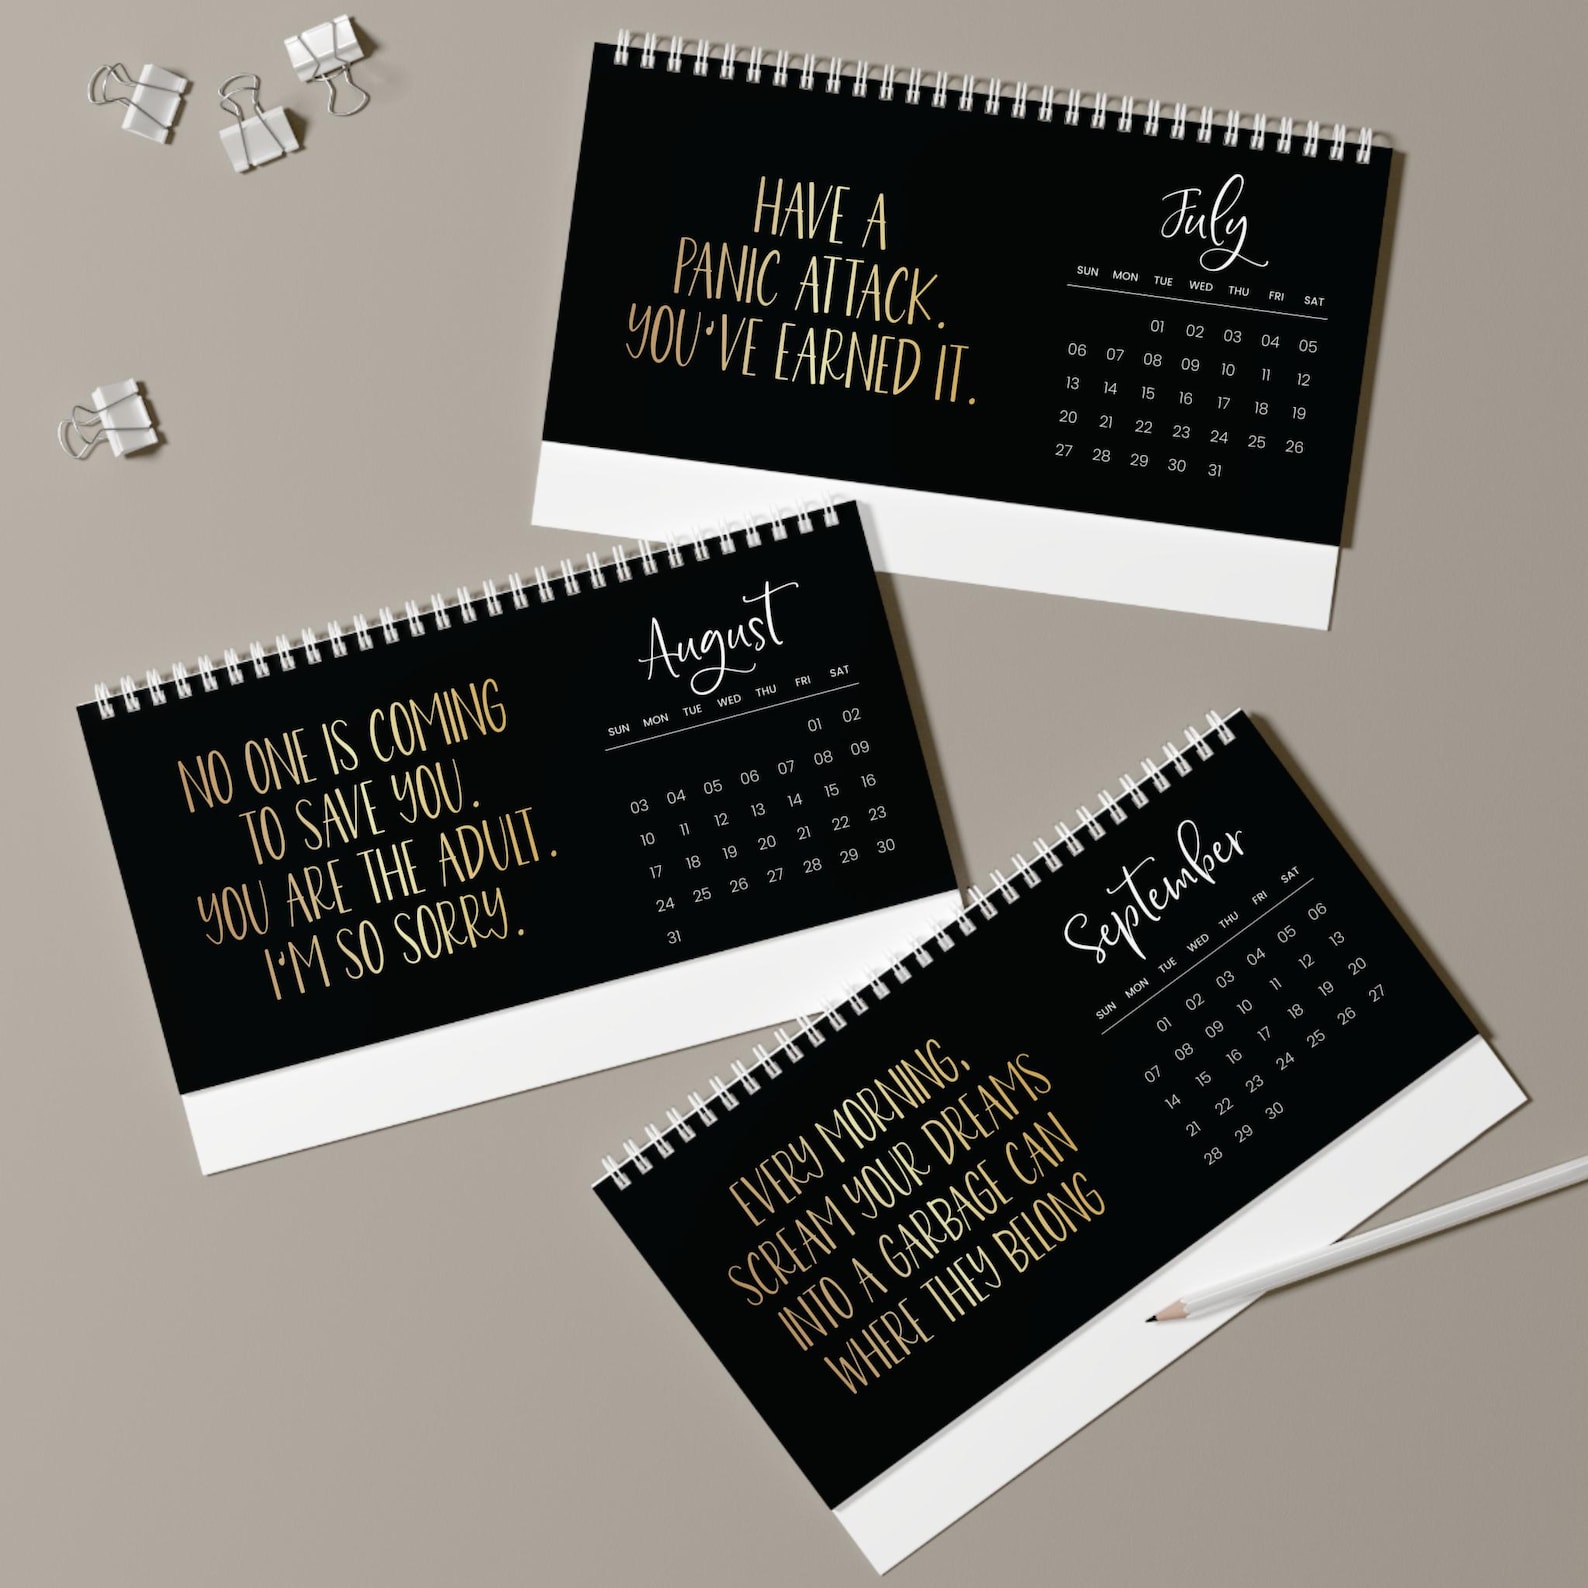 HAVE A
PANIC ATTACK.
YOU'VE EARNED IT.
July
SUN MON TUE WED THU FRI SAT
01 02 03 04 05
06 07 08 09 10 11 12
13 14 15 16 17 18 19
20 21 22 23 24 25 26
27 28 29 30 31
NO ONE IS COMING
TO SAVE YOU.
YOU ARE THE ADULT.
I'M SO SORRY.
August
SUN MON TUE WED THU FRI SAT
01 02
03 04 05 06 07 08 09
10 11 12 13 14 15 16
17 18 19 20 21 22 23
24 25 26 27 28 29 30
31
EVERY MORNING,
SCREAM YOUR DREAMS
INTO A GARBAGE CAN
WHERE THEY BELONG
September
SUN MON TUE WED THU FRI SAT
01 02 03 04 05 06
07 08 09 10 11 12 13
14 15 16 17 18 19 20
21 22 23 24 25 26 27
28 29 30